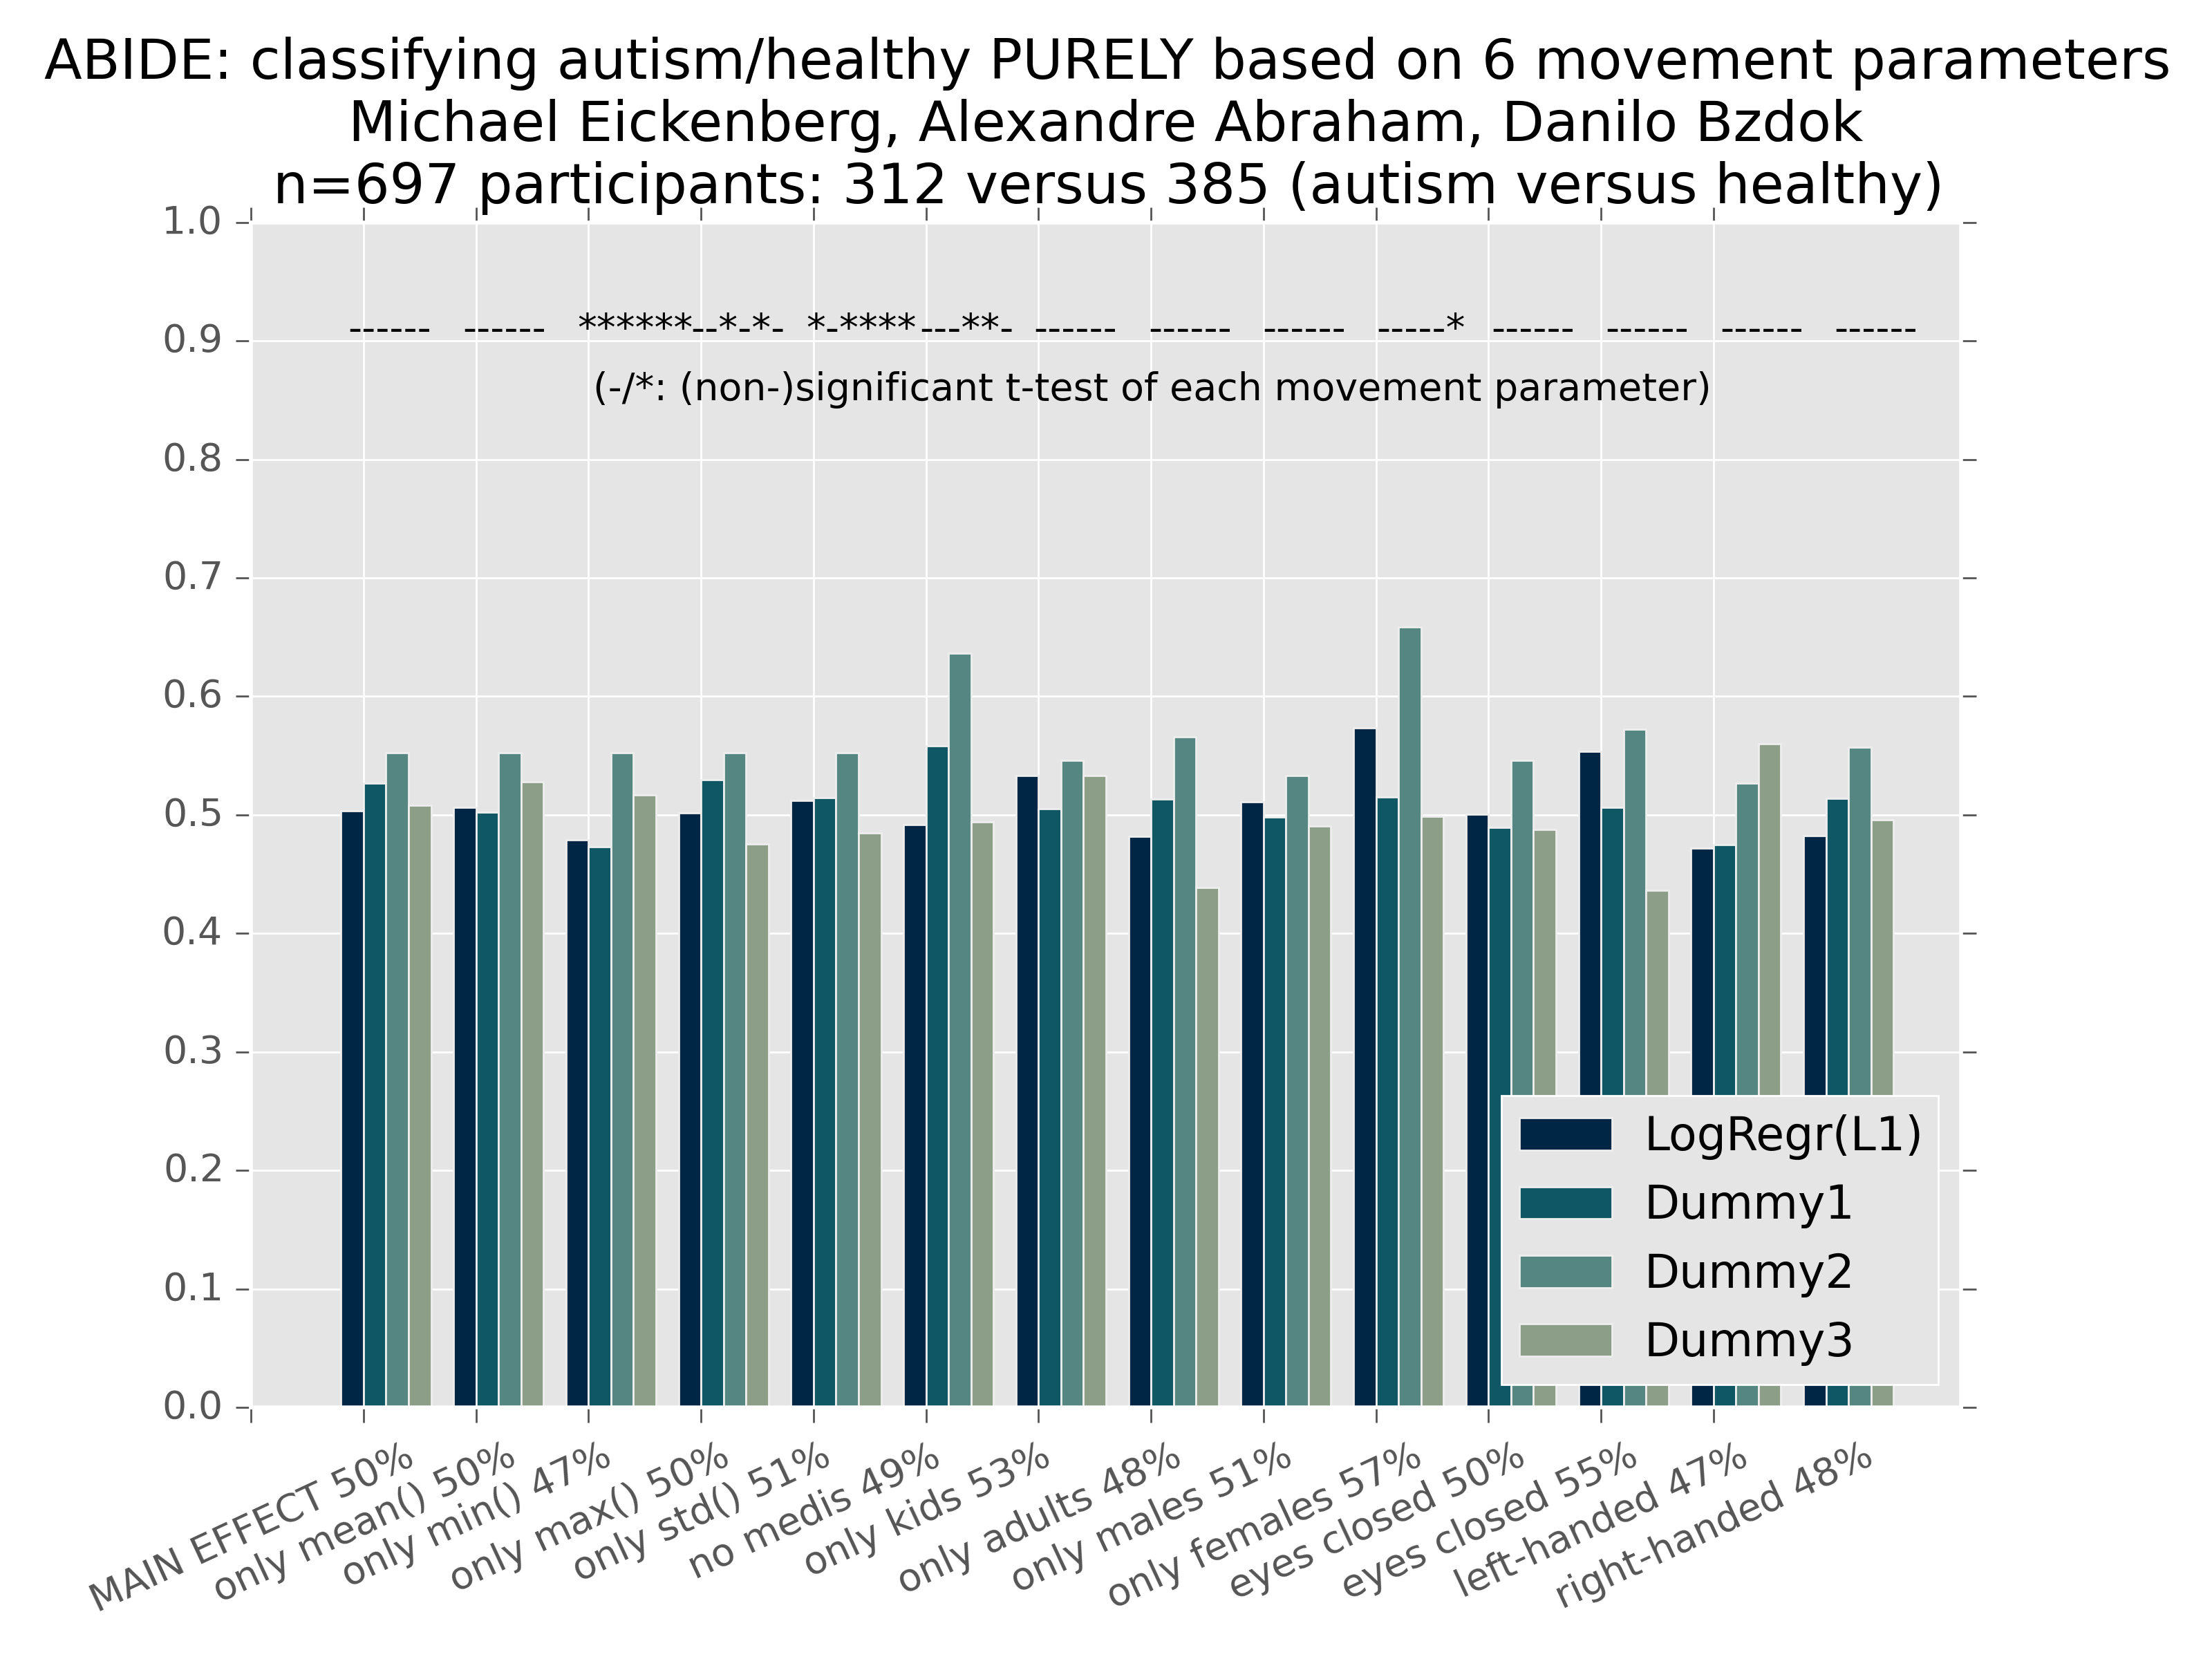 ABIDE: classifying autism/healthy PURELY based on 6 movement parameters
Michael Eickenberg, Alexandre Abraham, Danilo Bzdok
n=697 participants: 312 versus 385 (autism versus healthy)
1.0
0.9
0.8
0.7
0.6
0.5
0.4
0.3
0.2
0.1
0.0
------ ------ ******--*-*- *-****---**- ------ ------ ------ -----* ------ ------ ------ ------
(-/*: (non-)significant t-test of each movement parameter)
LogRegr(L1)
Dummy1
Dummy2
Dummy3
MAIN EFFECT 50%
only mean() 50%
only min() 47%
only max() 50%
only std() 51%
no medis 49%
only kids 53%
only adults 48%
only males 51%
only females 57%
eyes closed 50%
eyes closed 55%
left-handed 47%
right-handed 48%